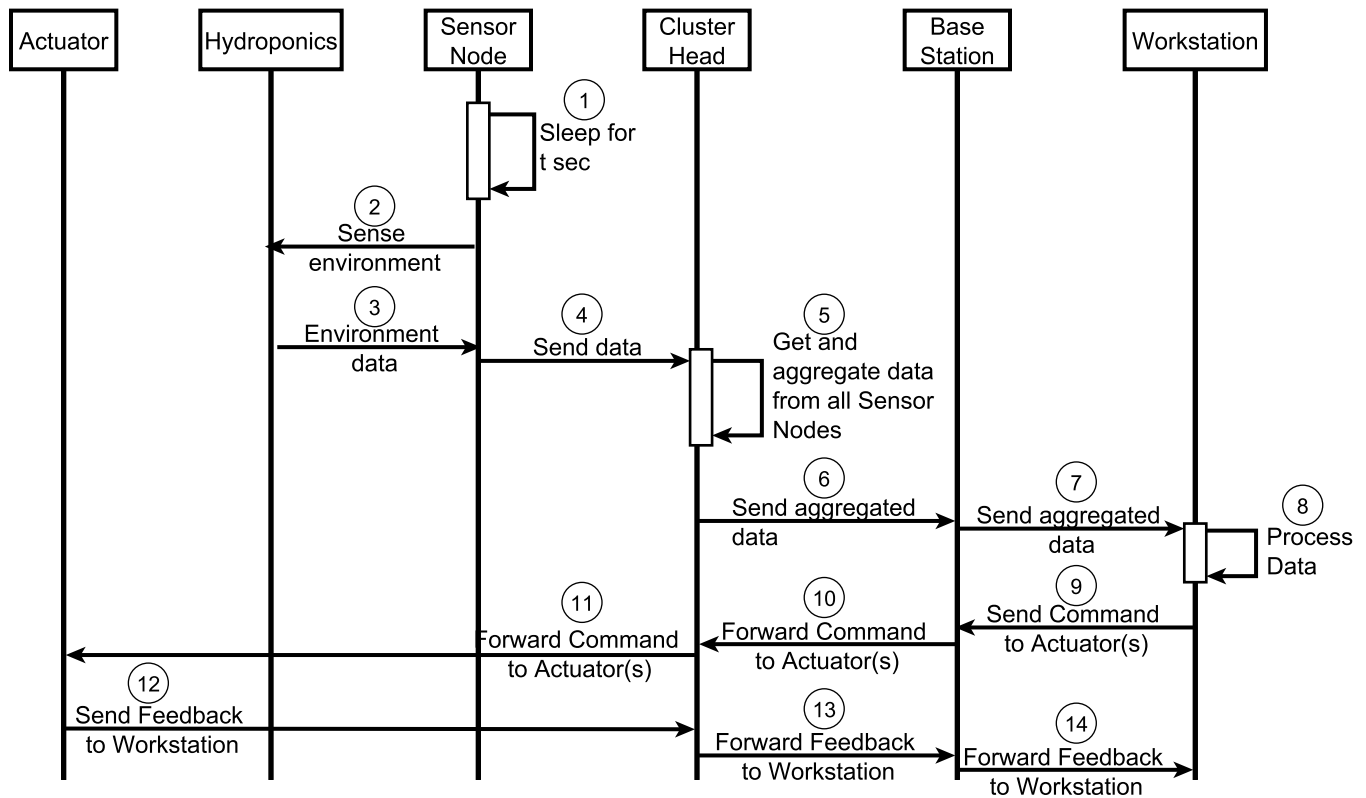 Actuator
Hydroponics
Sensor
Node
Cluster
Head
Base
Station
Workstation
1
Sleep for
t sec
2
Sense
environment
3
Environment
data
4
Send data
5
Get and
aggregate data
from all Sensor
Nodes
6
Send aggregated
data
7
Send aggregated
data
8
Process
Data
9
Send Command
to Actuator(s)
10
Forward Command
to Actuator(s)
11
Forward Command
to Actuator(s)
12
Send Feedback
to Workstation
13
Forward Feedback
to Workstation
14
Forward Feedback
to Workstation